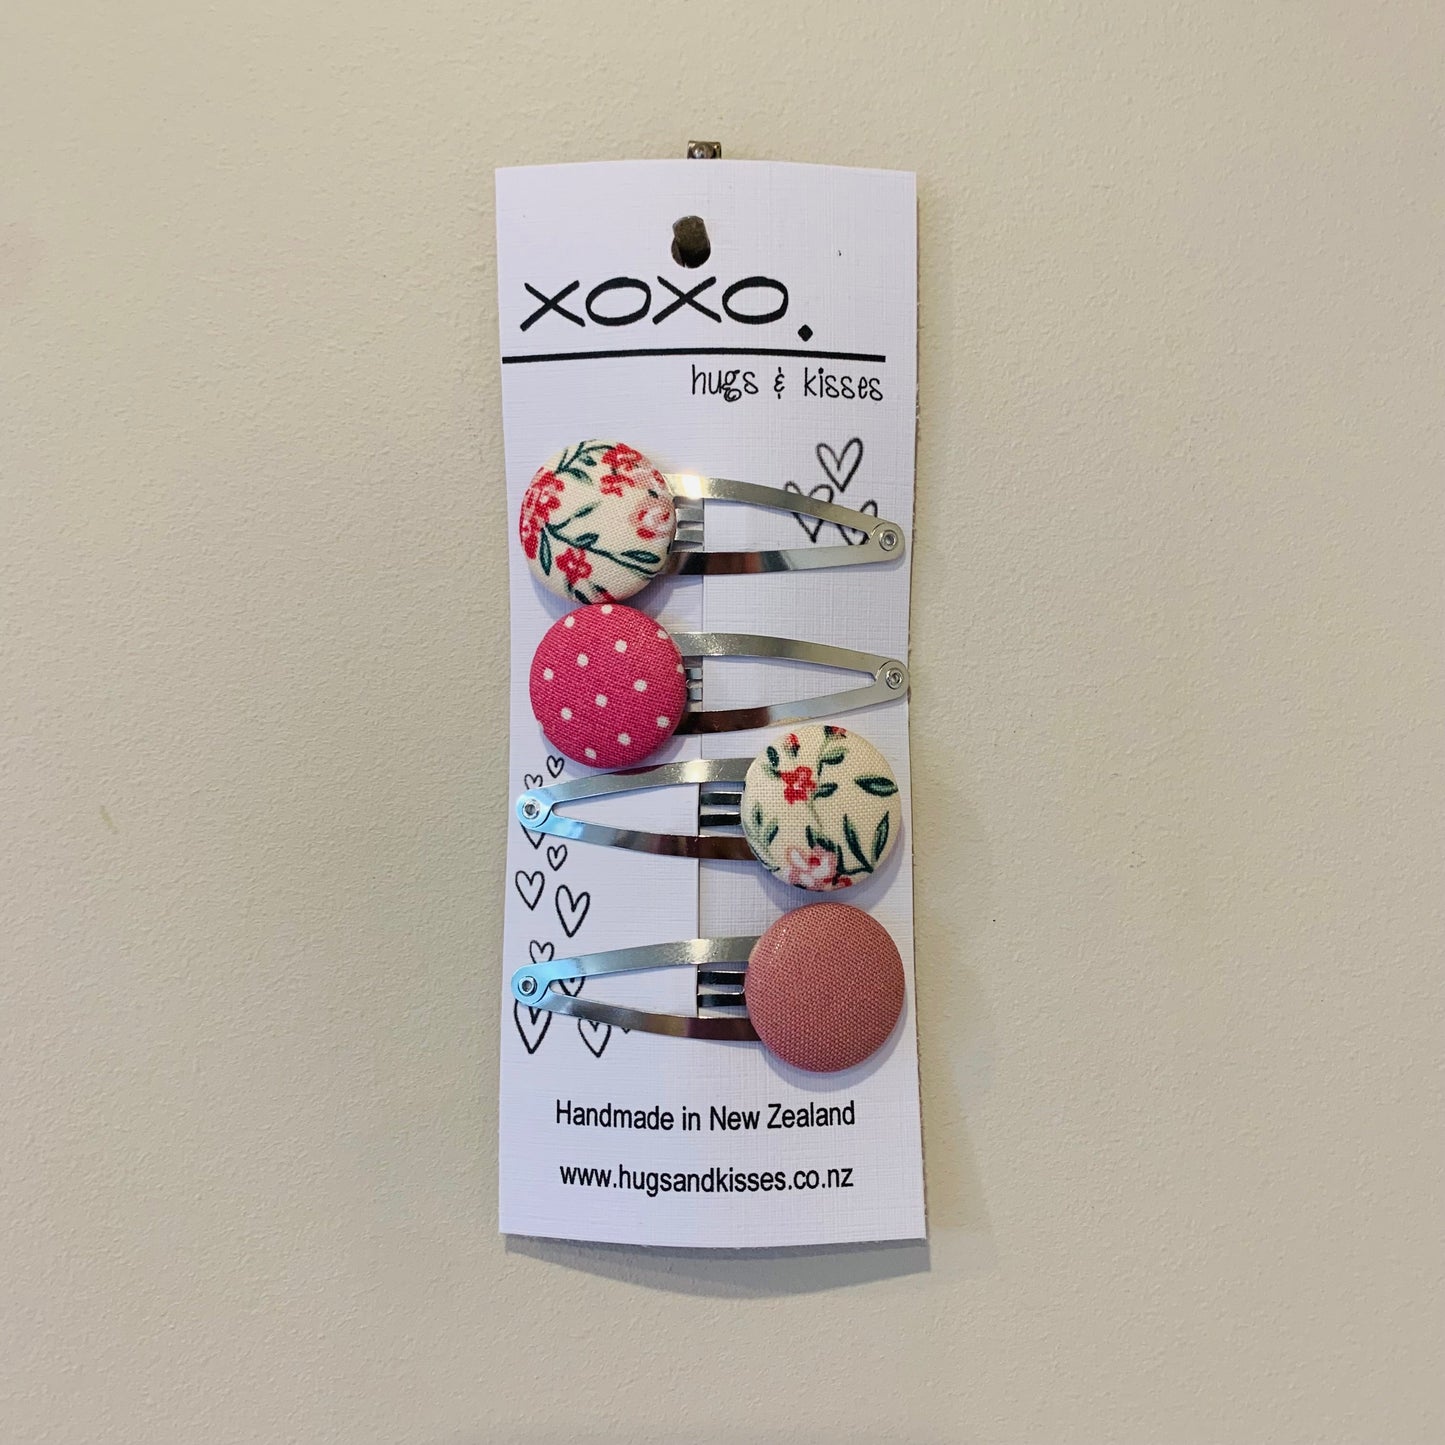 xoxo.
hugs & kisses
Handmade in New Zealand
www.hugsandkisses.co.nz